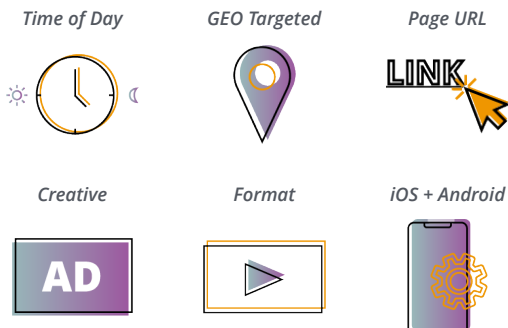 Time of Day
GEO Targeted
Page URL
LINK
Creative
Format
iOS + Android
AD